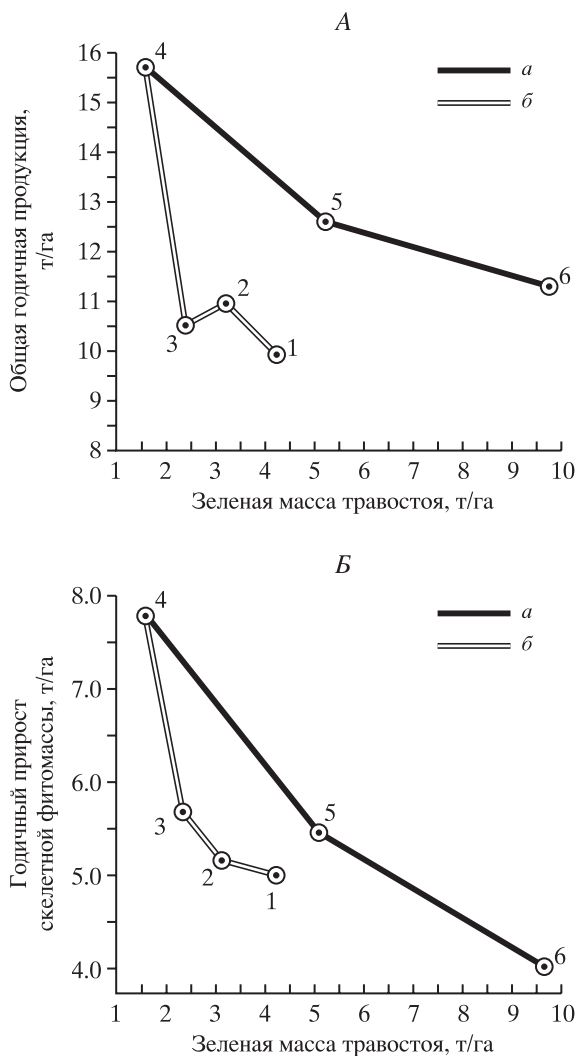 А
16
15
14
13
12
11
10
9
8
Общая годичная продукция,
т/га
4
5
6
3
2
1
а
б
1 2 3 4 5 6 7 8 9 10
Зеленая масса травостоя, т/га
Б
8.0
7.0
6.0
5.0
4.0
Годичный прирост
скелетной фитомассы, т/га
4
5
6
3
2
1
а
б
1 2 3 4 5 6 7 8 9 10
Зеленая масса травостоя, т/га